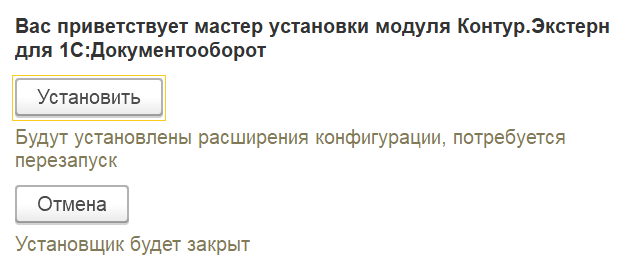 Вас приветствует мастер установки модуля Контур.Экстерн
для 1С:Документооборот
Установить
Будут установлены расширения конфигурации, потребуется
перезапуск
Отмена
Установщик будет закрыт